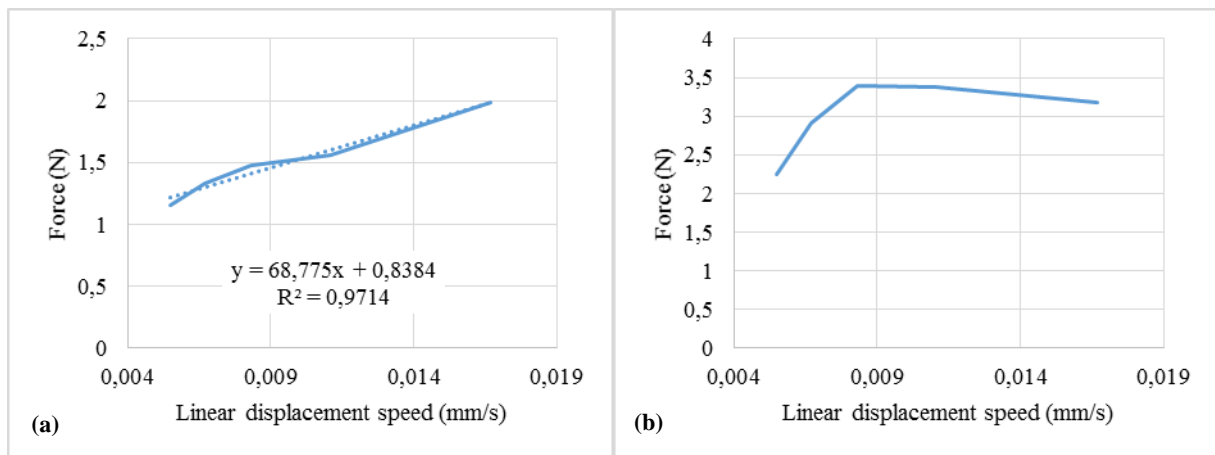 2,5
2
1,5
1
0,5
0
Force (N)
y = 68,775x + 0,8384
R² = 0,9714
0,004 0,009 0,014 0,019
Linear displacement speed (mm/s)
(a)
4
3,5
3
2,5
2
1,5
1
0,5
0
Force (N)
0,004 0,009 0,014 0,019
Linear displacement speed (mm/s)
(b)